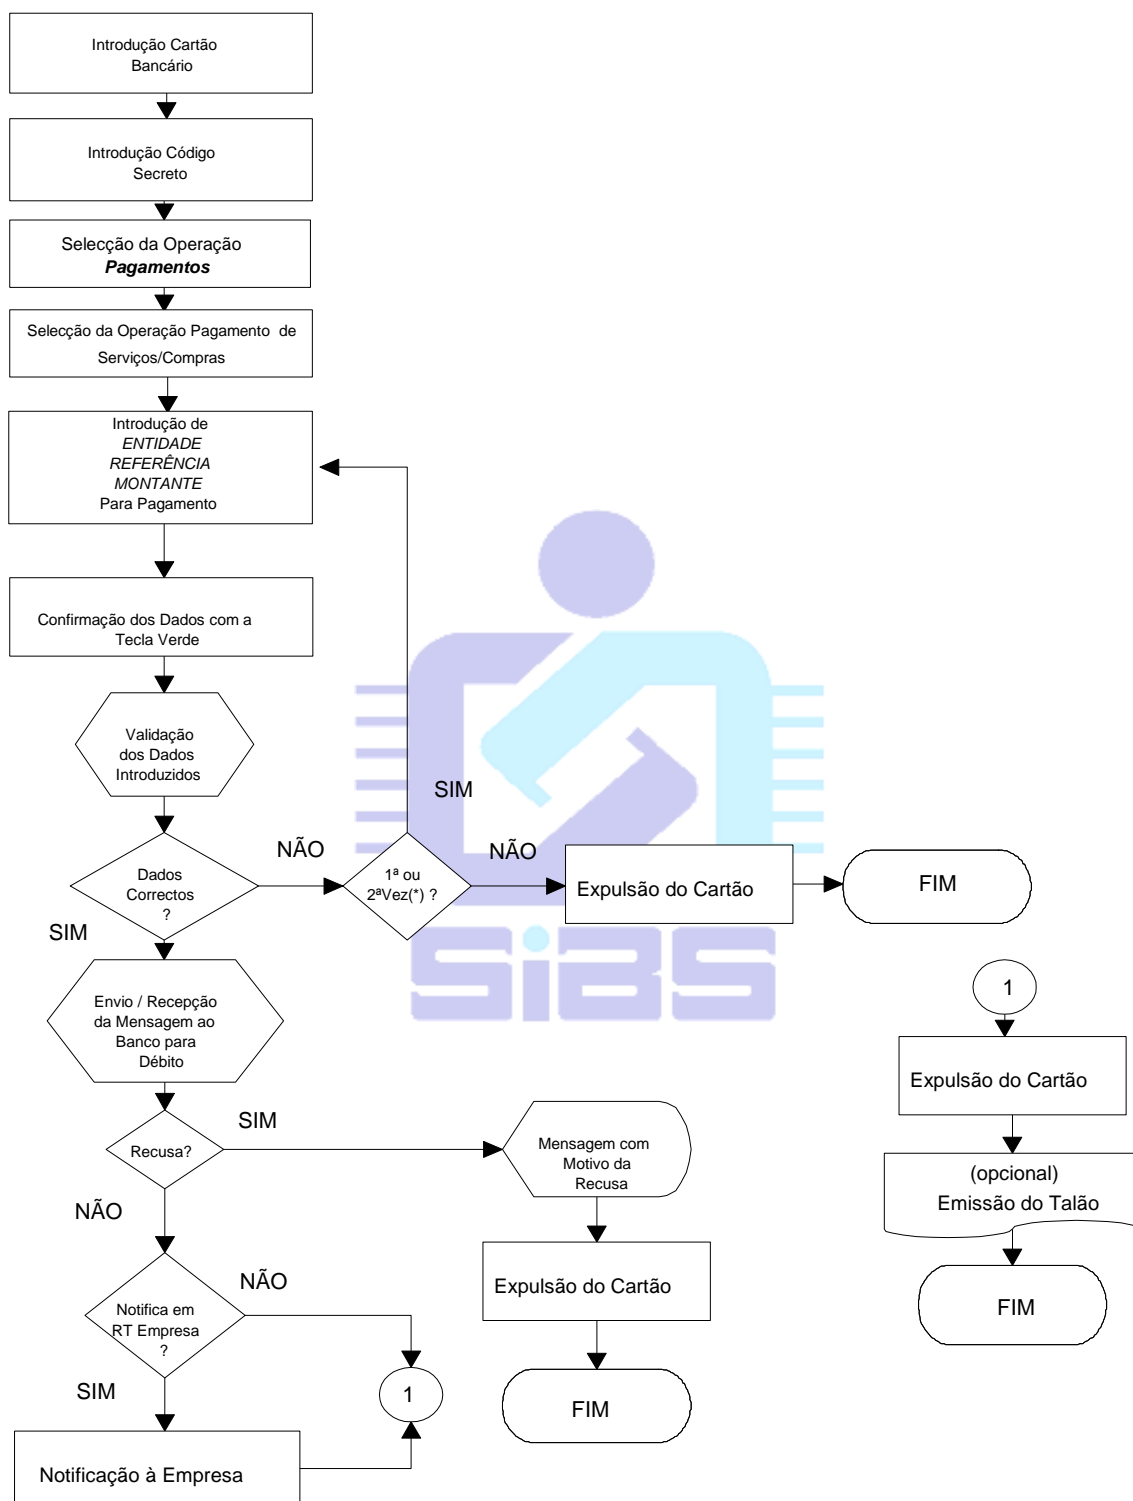 Introdução Cartão
Bancário
Introdução Código
Secreto
Selecção da Operação
Pagamentos
Selecção da Operação Pagamento de
Serviços/Compras
Introdução de
ENTIDADE
REFERÊNCIA
MONTANTE
Para Pagamento
Confirmação dos Dados com a
Tecla Verde
Validação
dos Dados
Introduzidos
SIM
Dados
Correctos
?
NÃO
1ª ou
2ªVez(*) ?
NÃO
Expulsão do Cartão
FIM
SIM
SiBS
Envio / Recepção
da Mensagem ao
Banco para
Débito
1
Expulsão do Cartão
(opcional)
Emissão do Talão
FIM
Recusa?
SIM
Mensagem com
Motivo da
Recusa
Expulsão do Cartão
FIM
NÃO
Notifica em
RT Empresa
?
NÃO
1
SIM
Notificação à Empresa